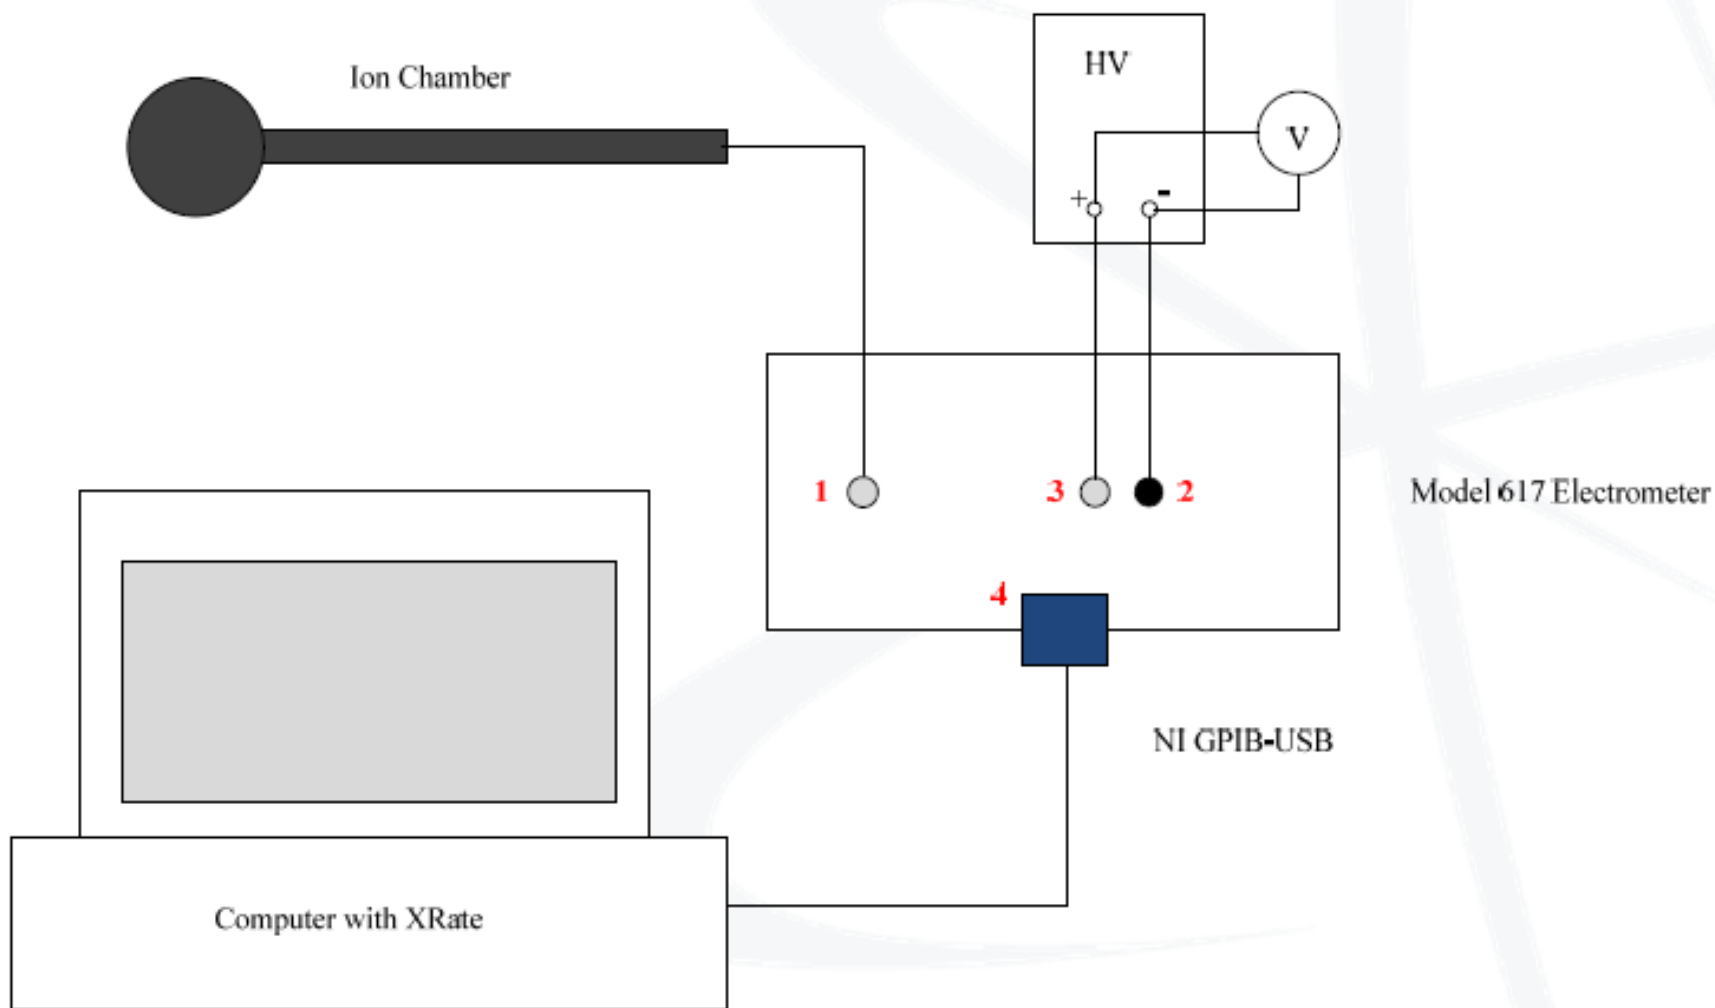 Ion Chamber
HV
V
+
-
1
3
2
Model 617 Electrometer
4
NI GPIB-USB
Computer with XRate